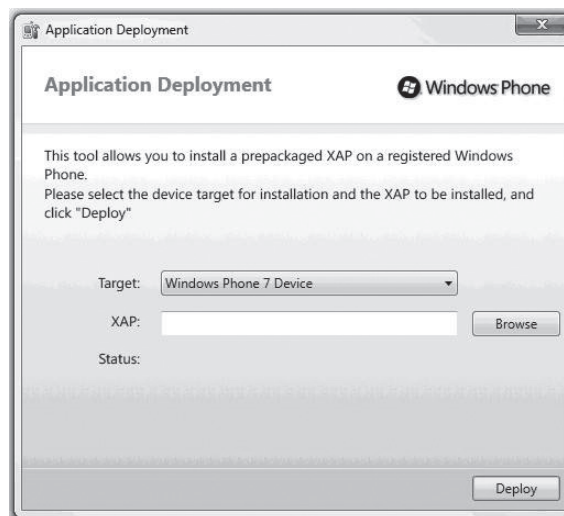 Application Deployment
Application Deployment
Windows Phone
This tool allows you to install a prepackaged XAP on a registered Windows
Phone.
Please select the device target for installation and the XAP to be installed, and
click "Deploy"
Target: Windows Phone 7 Device
XAP: Browse
Status:
Deploy